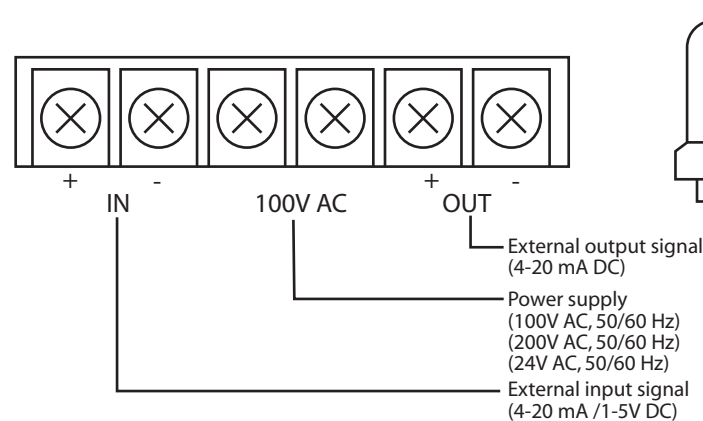 + - + -
IN 100V AC OUT
External output signal
(4-20 mA DC)
Power supply
(100V AC, 50/60 Hz)
(200V AC, 50/60 Hz)
(24V AC, 50/60 Hz)
External input signal
(4-20 mA /1-5V DC)